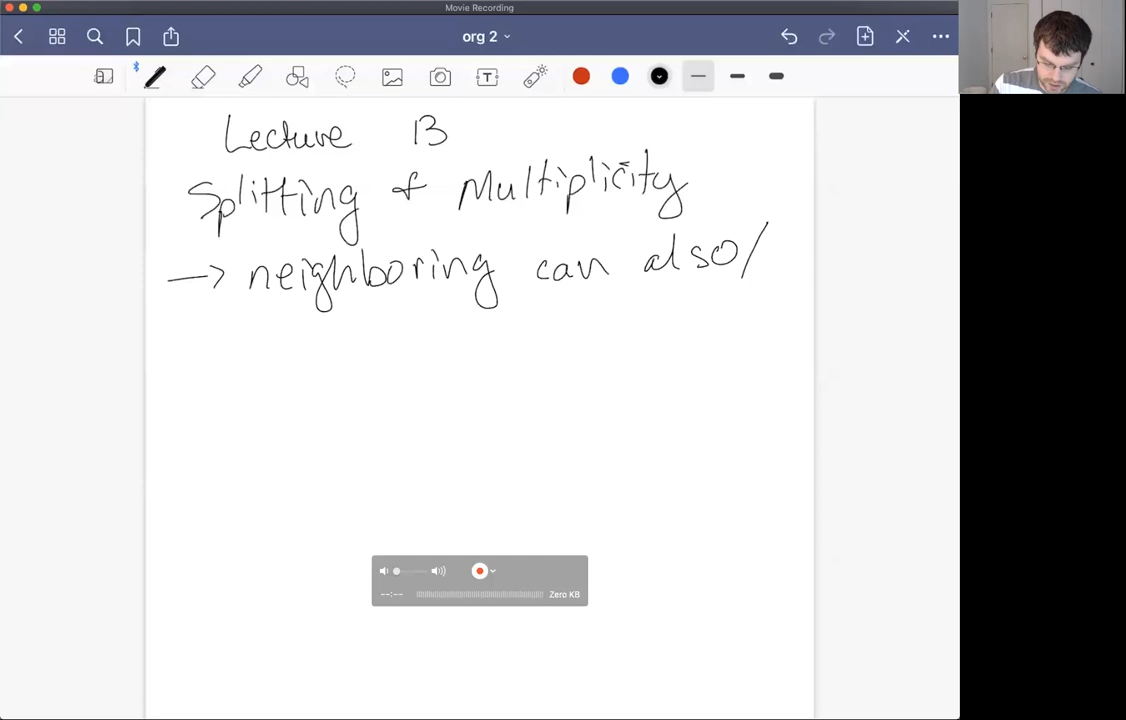 Movie Recording
org 2
T
Lecture 13
Splitting & Multiplicity
→ neighboring can also/
--:--
Zero KB